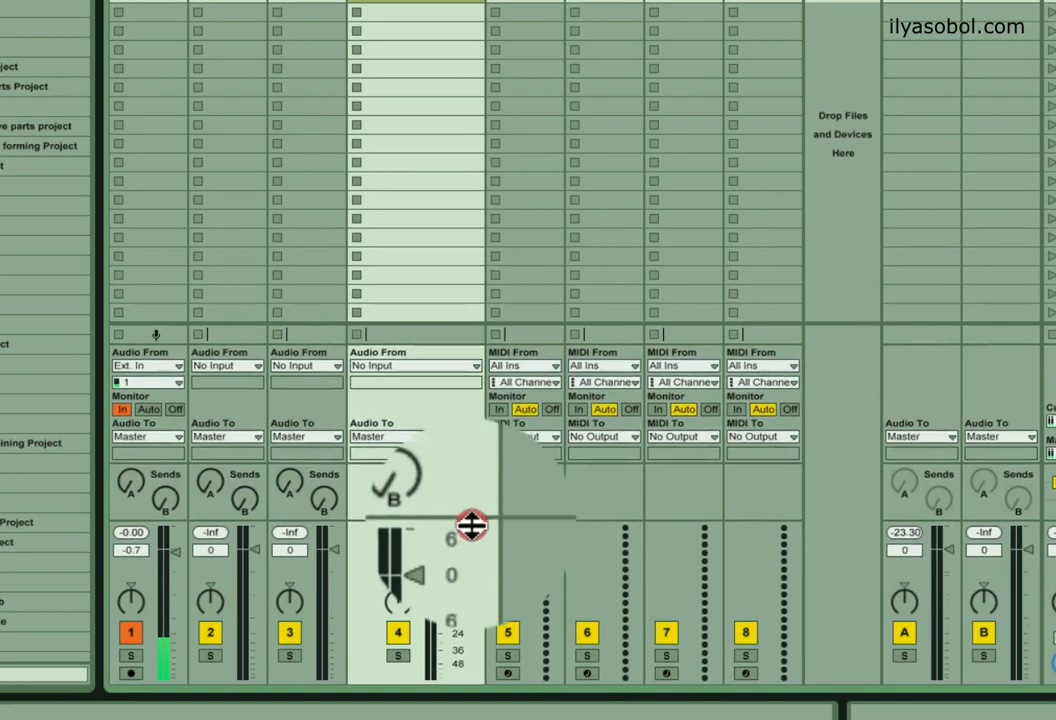 ilyasobol.com
ject
rts Project
ve parts project
forming Project
t
ct
ining Project
Project
ect
b
e
Drop Files
and Devices
Here
Audio From Audio From Audio From Audio From MIDI From MIDI From MIDI From MIDI From
Ext. In No Input No Input No Input All Ins All Ins All Ins All Ins
1 All Channe All Channe All Channe All Channe
Monitor Monitor Monitor Monitor Monitor
In Auto Off In Auto Off In Auto Off In Auto Off In Auto Off
Audio To Audio To Audio To Audio To MIDI To MIDI To MIDI To Audio To Audio To
Master Master Master Master No Output No Output No Output Master Master
Sends Sends Sends Sends Sends
A B A B A B B A B A B
-0.00 -Inf -Inf -23.30 -Inf
-0.7 0 0 0 0
6
0
6
24
36
48
1 2 3 4 5 6 7 8 A B
S S S S S S S S S S